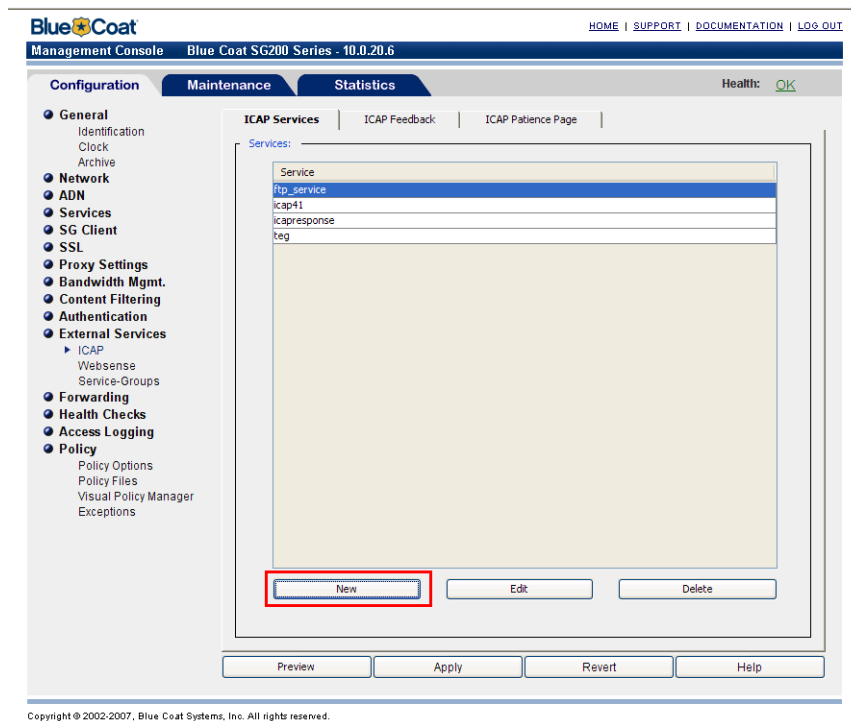 Blue Coat
HOME | SUPPORT | DOCUMENTATION | LOG OUT
Management Console Blue Coat SG200 Series - 10.0.20.6
Configuration Maintenance Statistics Health: OK
General
Identification
Clock
Archive
Network
ADN
Services
SG Client
SSL
Proxy Settings
Bandwidth Mgmt.
Content Filtering
Authentication
External Services
ICAP
Websense
Service-Groups
Forwarding
Health Checks
Access Logging
Policy
Policy Options
Policy Files
Visual Policy Manager
Exceptions
ICAP Services | ICAP Feedback | ICAP Patience Page |
Services:
Service
ftp_service
icap41
icapresponse
teg
New Edit Delete
Preview Apply Revert Help
Copyright © 2002-2007, Blue Coat Systems, Inc. All rights reserved.